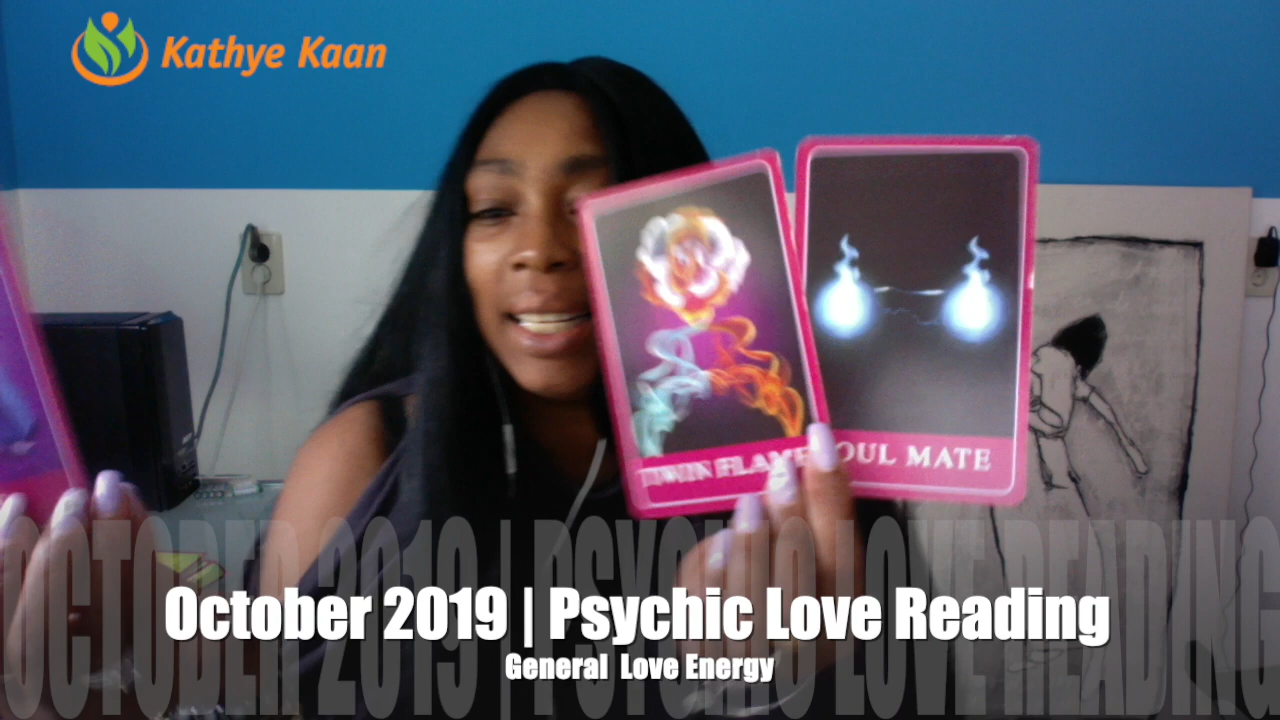 Kathye Kaan
TWIN FLAME
OUL MATE
OCTOBER 2019 | PSYCHIC LOVE READING
October 2019 | Psychic Love Reading
General Love Energy